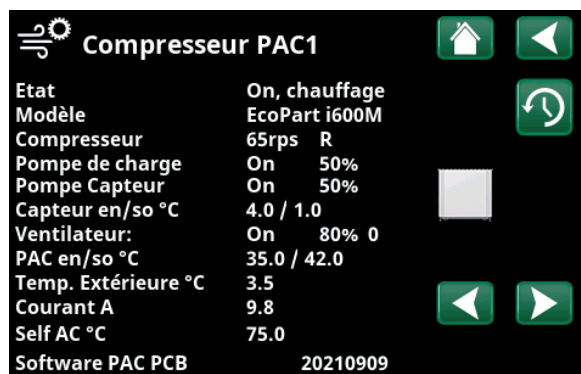 Compresseur PAC1
Etat On, chauffage
Modèle EcoPart i600M
Compresseur 65rps R
Pompe de charge On 50%
Pompe Capteur On 50%
Capteur en/so °C 4.0 / 1.0
Ventilateur: On 80% 0
PAC en/so °C 35.0 / 42.0
Temp. Extérieure °C 3.5
Courant A 9.8
Self AC °C 75.0
Software PAC PCB 20210909